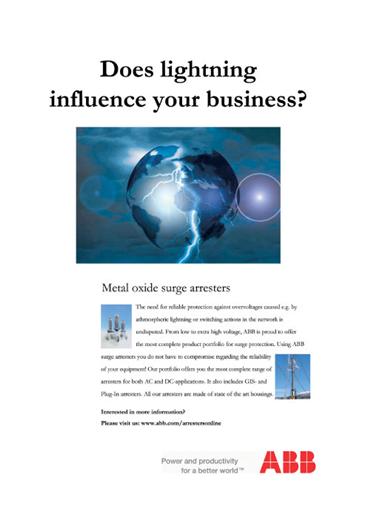 Does lightning
influence your business?
Metal oxide surge arresters
The need for reliable protection against overvoltages caused e.g. by
athmospheric lightning or switching actions in the network is
undisputed. From low to extra high voltage, ABB is proud to offer
the most complete product portfolio for surge protection. Using ABB
surge arresters you do not have to compromise regarding the reliability
of your equipment! Our portfolio offers you the most complete range of
arresters for both AC and DC-applications. It also includes GIS- and
Plug-In arresters. All our arresters are made of state of the art housings.
Interested in more information?
Please visit us: www.abb.com/arrestersonline
Power and productivity
for a better world™
ABB